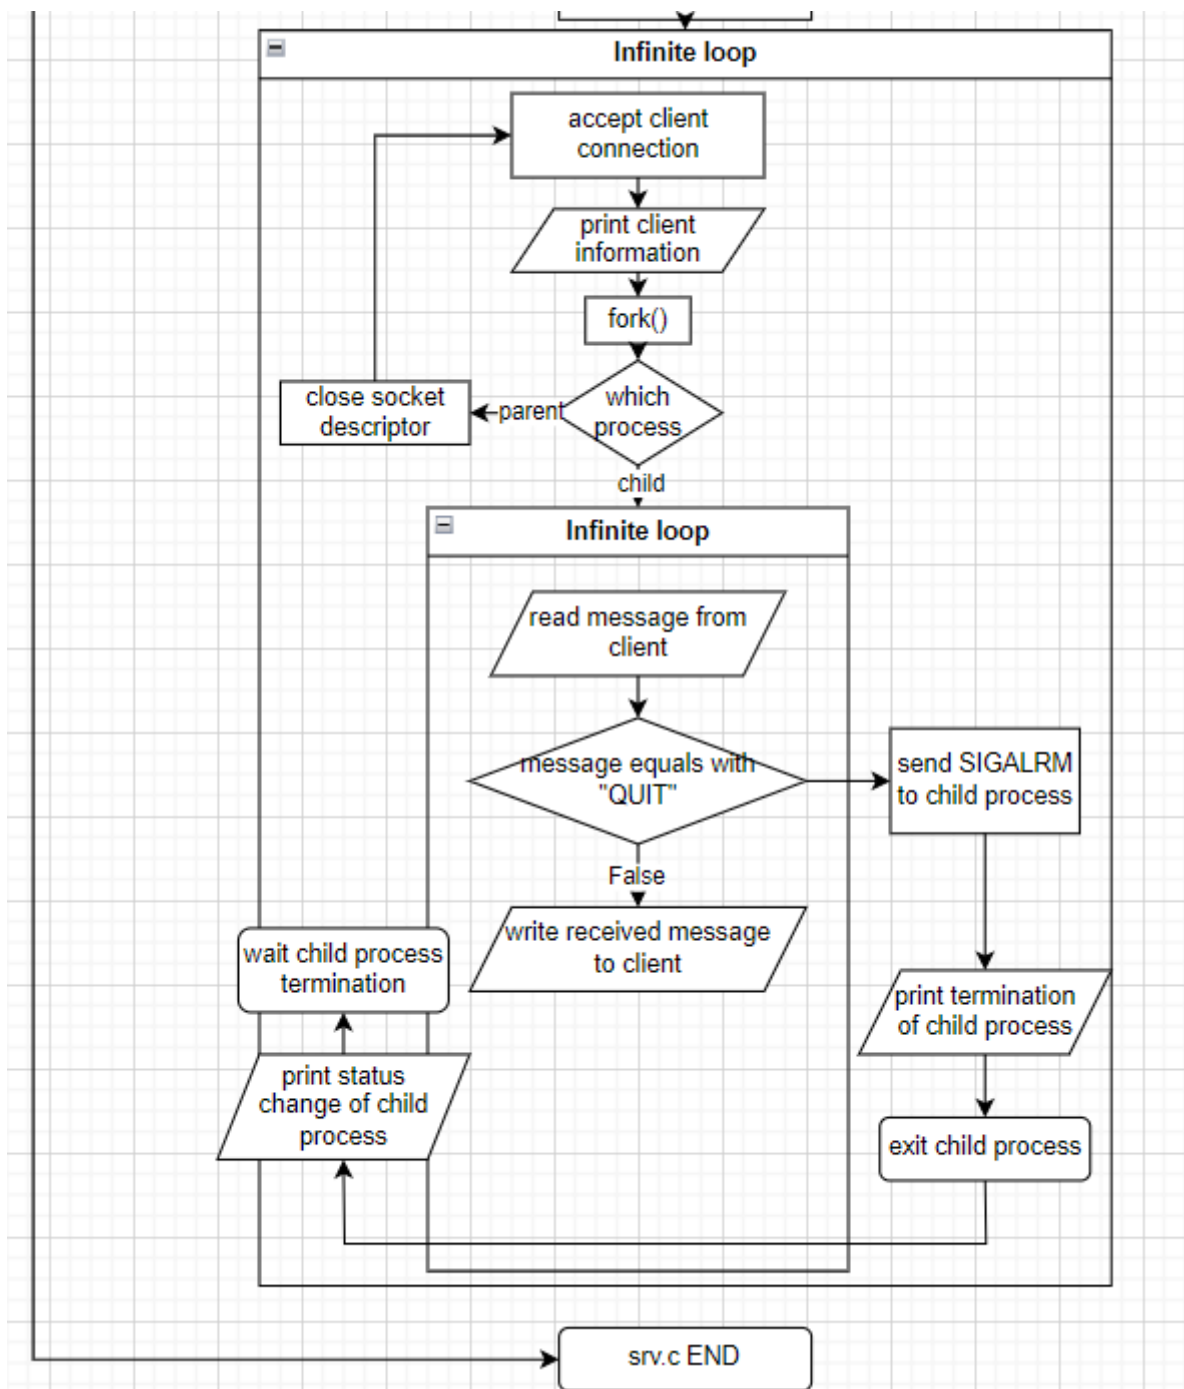 Infinite loop
accept client
connection
print client
information
fork()
which
process
parent
close socket
descriptor
child
Infinite loop
read message from
client
message equals with
"QUIT"
send SIGALRM
to child process
False
write received message
to client
wait child process
termination
print termination
of child process
print status
change of child
process
exit child process
srv.c END